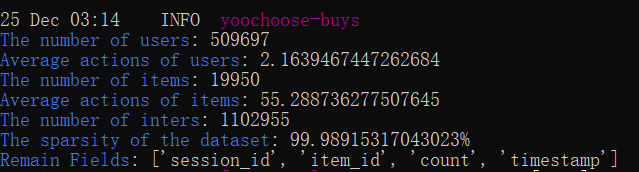 25 Dec 03:14 INFO yoochoose-buys
The number of users: 509697
Average actions of users: 2.1639467447262684
The number of items: 19950
Average actions of items: 55.288736277507645
The number of inters: 1102955
The sparsity of the dataset: 99.98915317043023%
Remain Fields: ['session_id', 'item_id', 'count', 'timestamp']